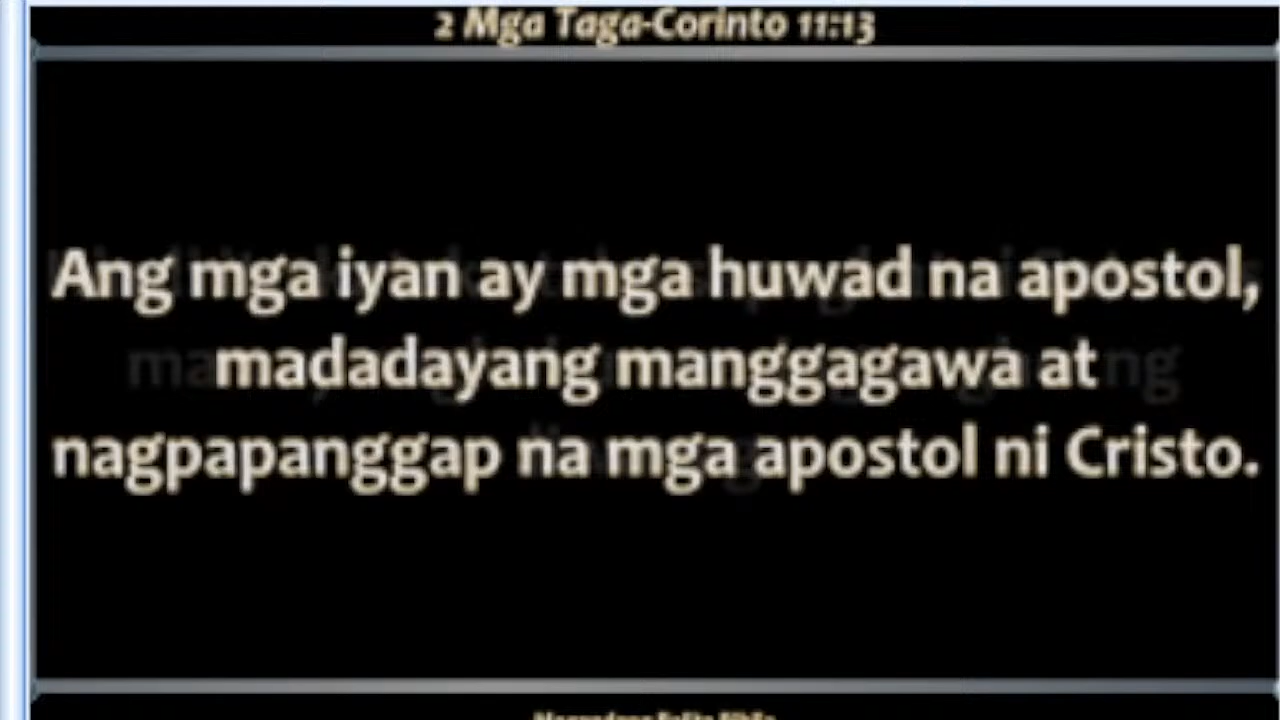 2 Mga Taga-Corinto 11:13
Ang mga iyan ay mga huwad na apostol,
madadayang manggagawa at
nagpapanggap na mga apostol ni Cristo.